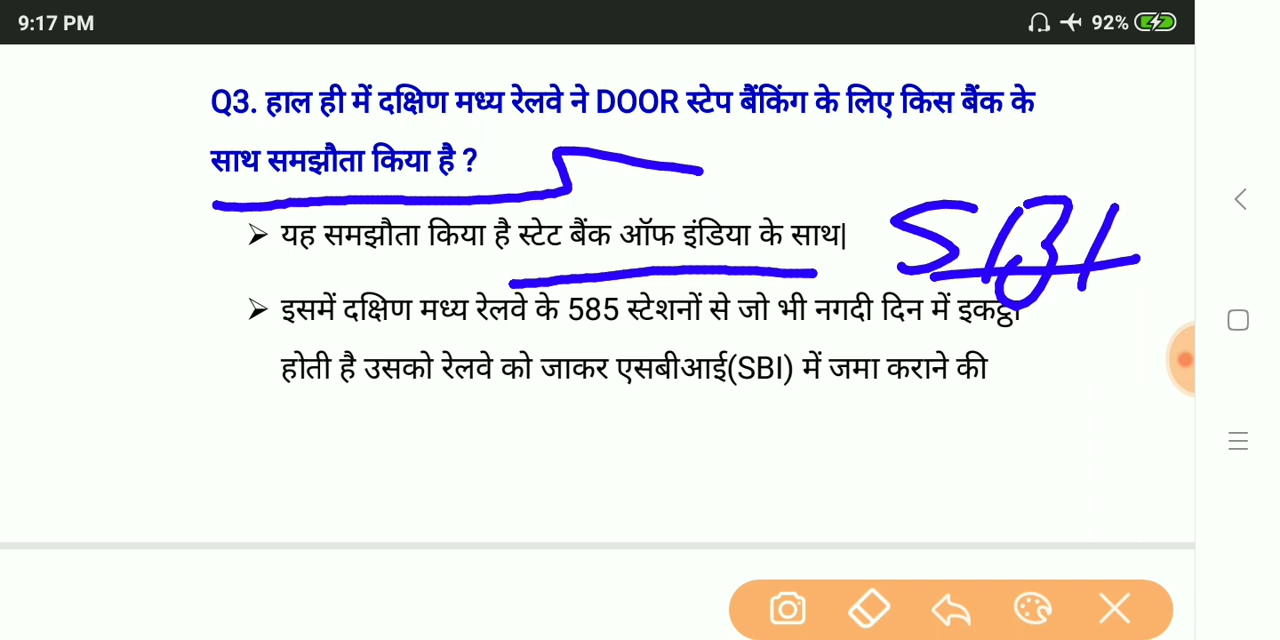 9:17 PM
92%
Q3. हाल ही में दक्षिण मध्य रेलवे ने DOOR स्टेप बैंकिंग के लिए किस बैंक के
साथ समझौता किया है ?
➢ यह समझौता किया है स्टेट बैंक ऑफ इंडिया के साथ|
SBI
➢ इसमें दक्षिण मध्य रेलवे के 585 स्टेशनों से जो भी नगदी दिन में इकट्ठा
होती है उसको रेलवे को जाकर एसबीआई(SBI) में जमा कराने की